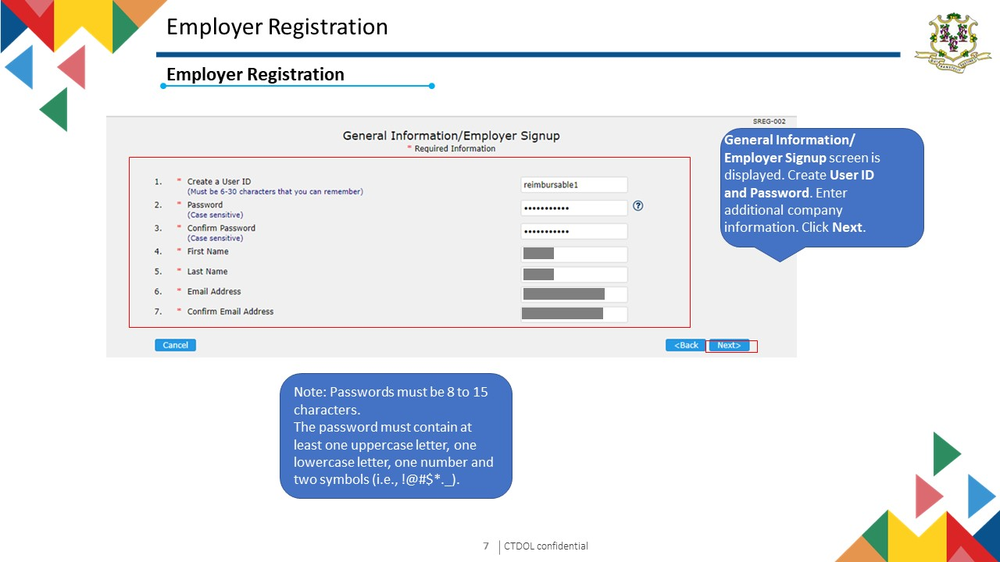 Employer Registration
Employer Registration
SREG-002
General Information/Employer Signup
* Required Information
1. * Create a User ID
(Must be 6-30 characters that you can remember)
reimbursable1
2. * Password
(Case sensitive)
•••••••••••
?
3. * Confirm Password
(Case sensitive)
•••••••••••
4. * First Name
5. * Last Name
6. * Email Address
7. * Confirm Email Address
Cancel
<Back
Next>
General Information/
Employer Signup screen is
displayed. Create User ID
and Password. Enter
additional company
information. Click Next.
Note: Passwords must be 8 to 15
characters.
The password must contain at
least one uppercase letter, one
lowercase letter, one number and
two symbols (i.e., !@#$*._).
7
CTDOL confidential